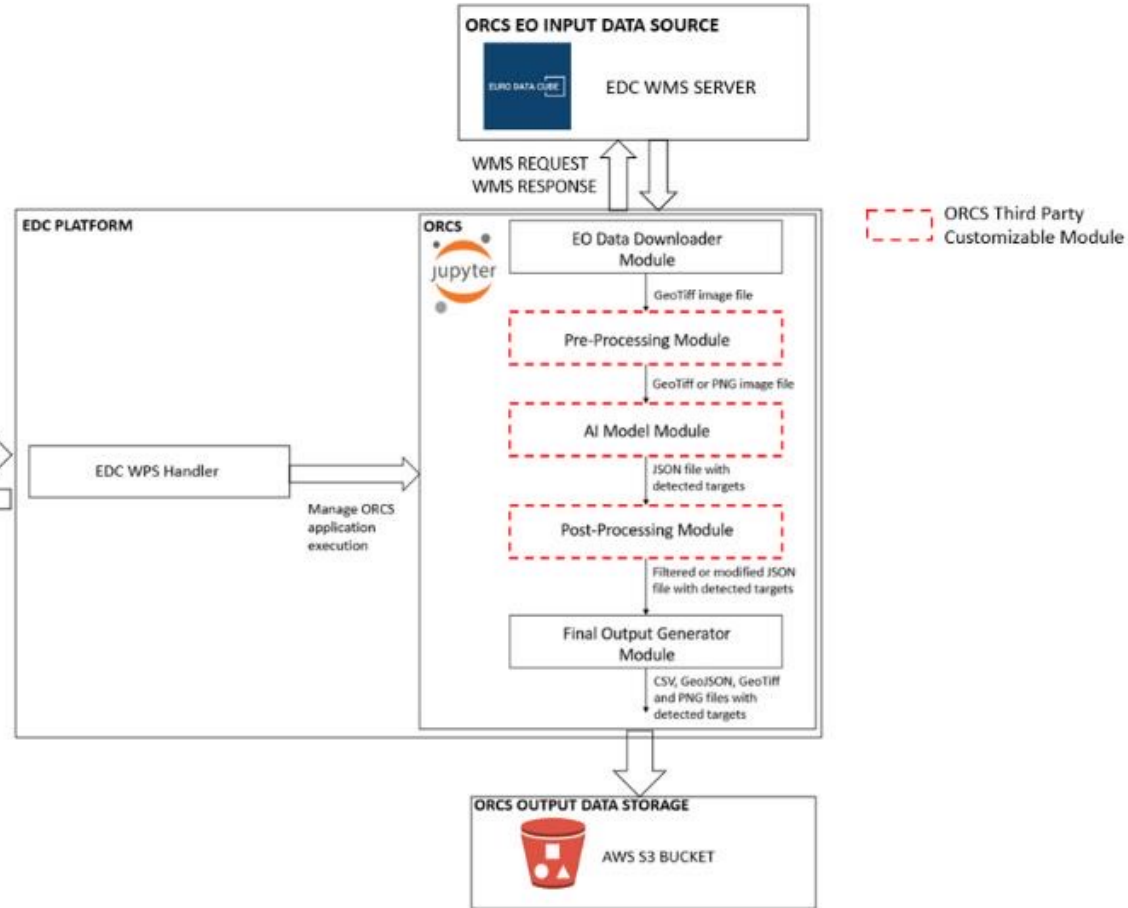 ORCS EO INPUT DATA SOURCE
EURO DATA CUBE
EDC WMS SERVER
WMS REQUEST
WMS RESPONSE
EDC PLATFORM
ORCS
jupyter
EO Data Downloader
Module
ORCS Third Party
Customizable Module
GeoTiff image file
Pre-Processing Module
GeoTiff or PNG image file
AI Model Module
EDC WPS Handler
JSON file with
detected targets
Manage ORCS
application
execution
Post-Processing Module
Filtered or modified JSON
file with detected targets
Final Output Generator
Module
CSV, GeoJSON, GeoTiff
and PNG files with
detected targets
ORCS OUTPUT DATA STORAGE
AWS S3 BUCKET